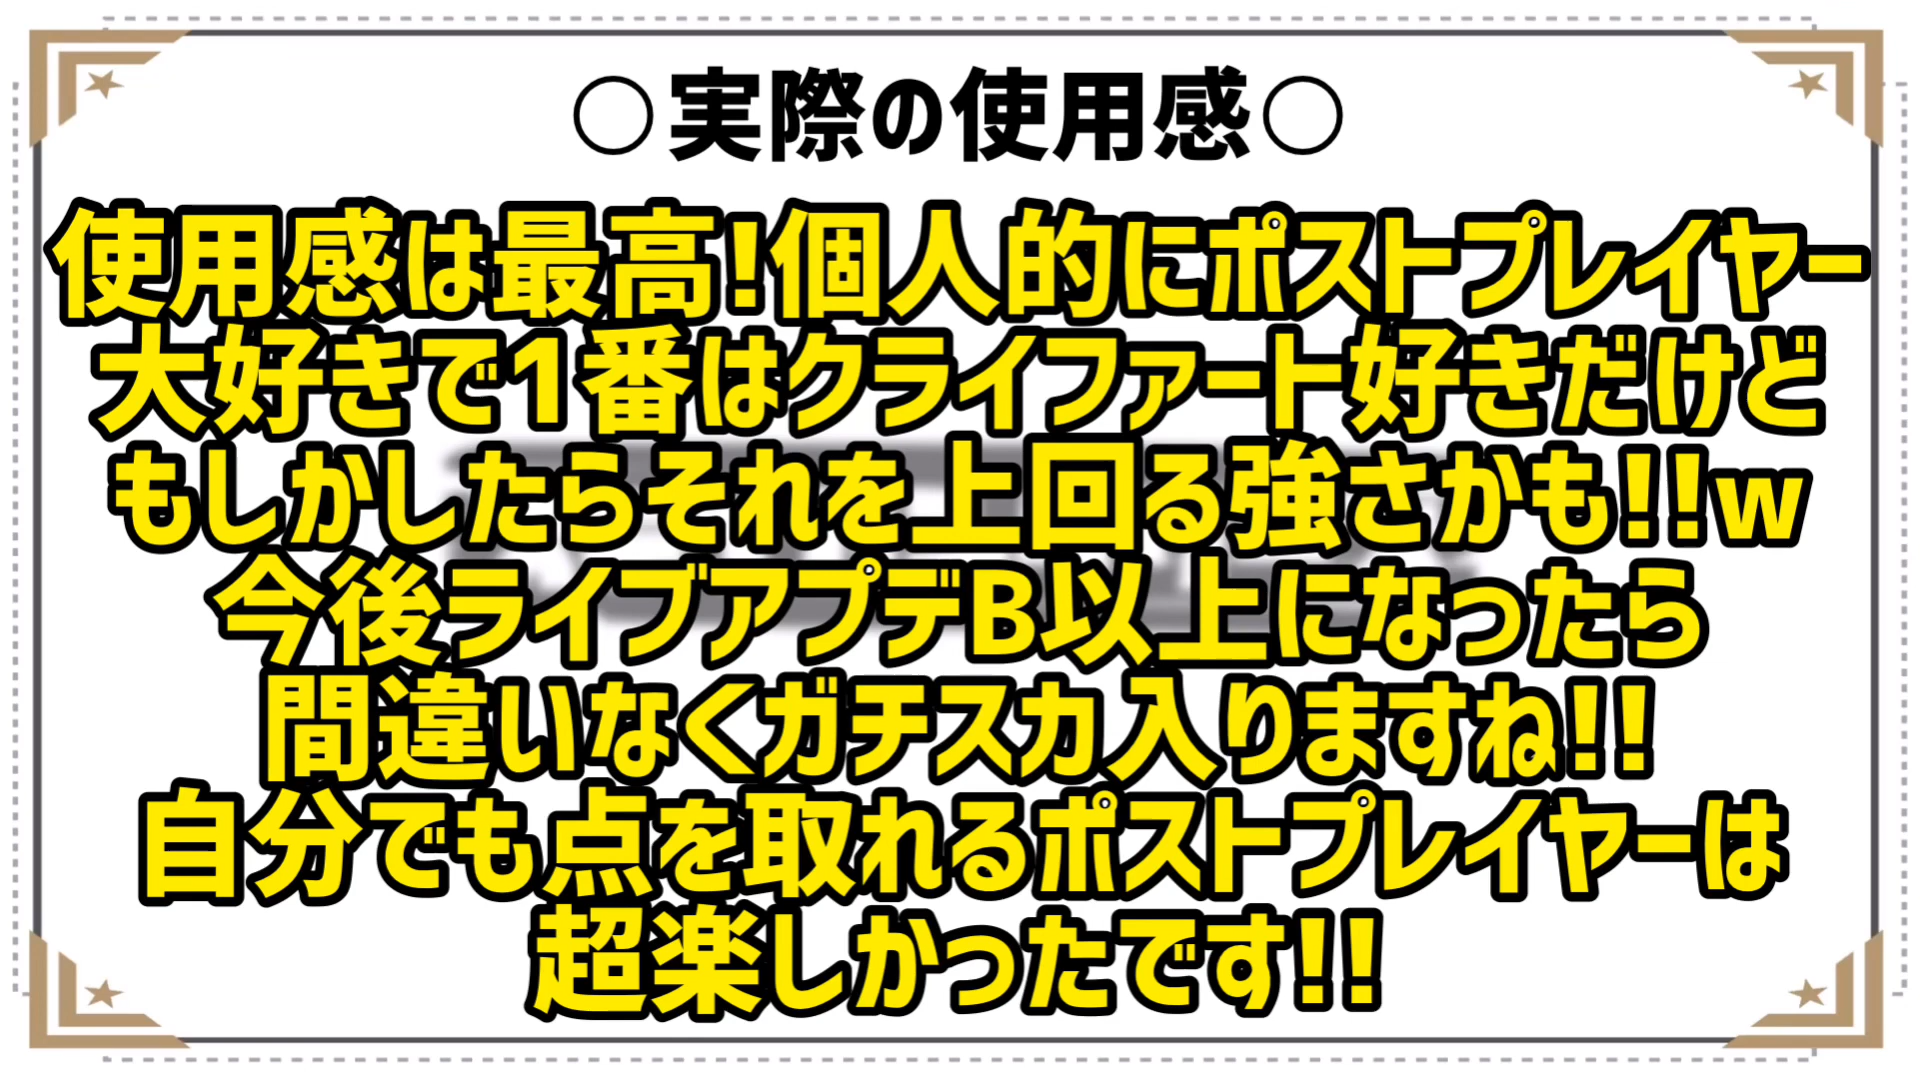 ○実際の使用感○
使用感は最高！個人的にポストプレイヤー
大好きで1番はクライファート好きだけど
もしかしたらそれを上回る強さかも!!w
今後ライブアプデB以上になったら
間違いなくガチスカ入りますね!!
自分でも点を取れるポストプレイヤーは
超楽しかったです!!